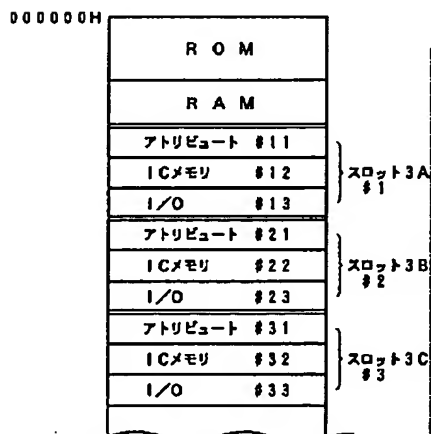 000000H
ROM
RAM
アトリビュート #11
ICメモリ #12
I/O #13
スロット3A
#1
アトリビュート #21
ICメモリ #22
I/O #23
スロット3B
#2
アトリビュート #31
ICメモリ #32
I/O #33
スロット3C
#3